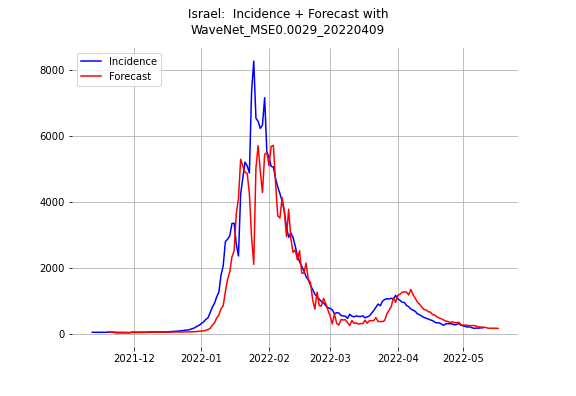 Israel:  Incidence + Forecast with
WaveNet_MSE0.0029_20220409
Incidence
Forecast
8000
6000
4000
2000
0
2021-12 2022-01 2022-02 2022-03 2022-04 2022-05